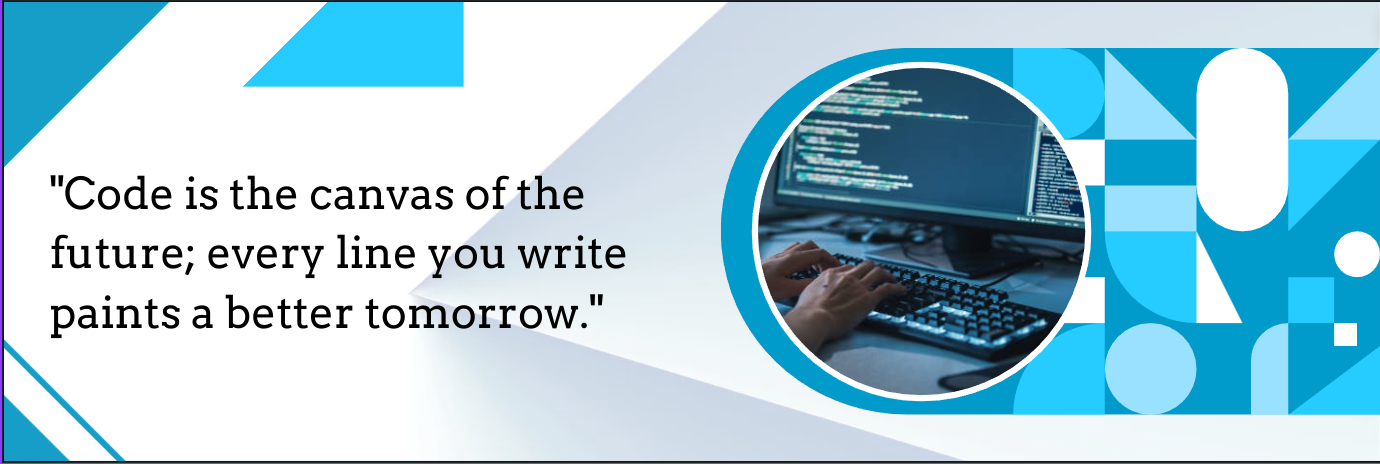 "Code is the canvas of the
future; every line you write
paints a better tomorrow."